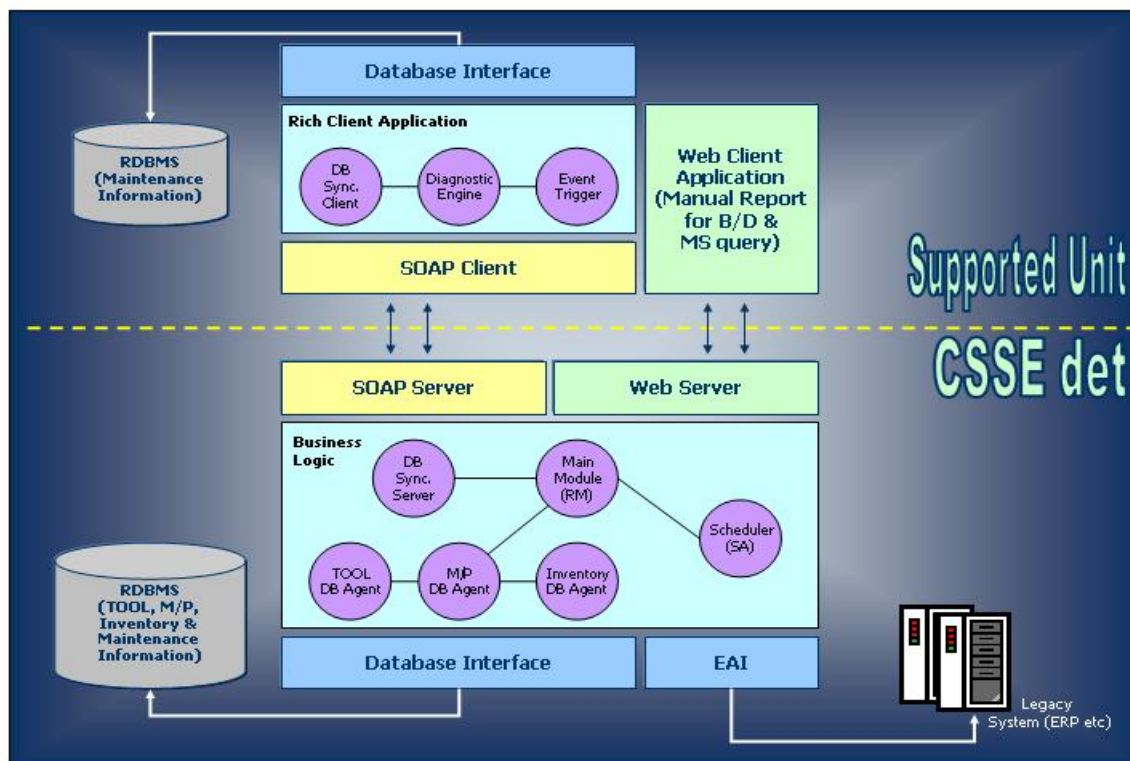 Database Interface
Rich Client Application
DB
Sync.
Client
Diagnostic
Engine
Event
Trigger
SOAP Client
Web Client
Application
(Manual Report
for B/D &
MS query)
RDBMS
(Maintenance
Information)
Supported Unit
CSSE det
SOAP Server
Web Server
Business
Logic
DB
Sync.
Server
Main
Module
(RM)
Scheduler
(SA)
TOOL
DB Agent
M/P
DB Agent
Inventory
DB Agent
RDBMS
(TOOL, M/P,
Inventory &
Maintenance
Information)
Database Interface
EAI
Legacy
System (ERP etc)